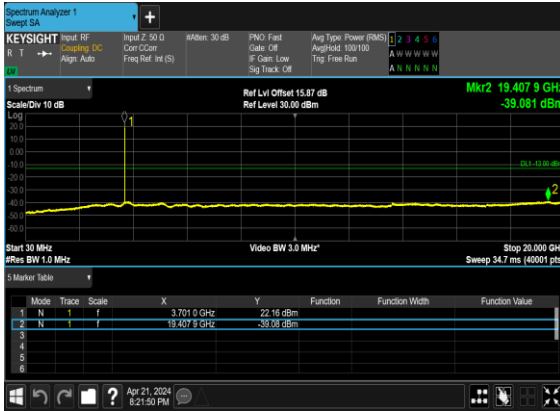 Spectrum Analyzer 1
Swept SA
+
KEYSIGHT Input: RF Input Z: 50 Ω #Atten: 30 dB PNO: Fast Avg Type: Power (RMS) 1 2 3 4 5 6
R T Coupling: DC Corr CCorr Gate: Off Avg|Hold: 100/100 A W W W W W
Align: Auto Freq Ref: Int (S) IF Gain: Low Trig: Free Run
Sig Track: Off A N N N N N
1 Spectrum Ref Lvl Offset 15.87 dB Mkr2 19.407 9 GHz
Scale/Div 10 dB Ref Level 30.00 dBm -39.081 dBm
Log
1
20.0
10.0
0.00
-10.0
DL1 -13.00 dBm
-20.0
-30.0
2
-40.0
-50.0
-60.0
Start 30 MHz Video BW 3.0 MHz* Stop 20.000 GHz
#Res BW 1.0 MHz Sweep 34.7 ms (40001 pts)
5 Marker Table
Mode Trace Scale X Y Function Function Width Function Value
1 N 1 f 3.701 0 GHz 22.16 dBm
2 N 1 f 19.407 9 GHz -39.08 dBm
3
4
5
6
? Apr 21, 2024
8:21:50 PM